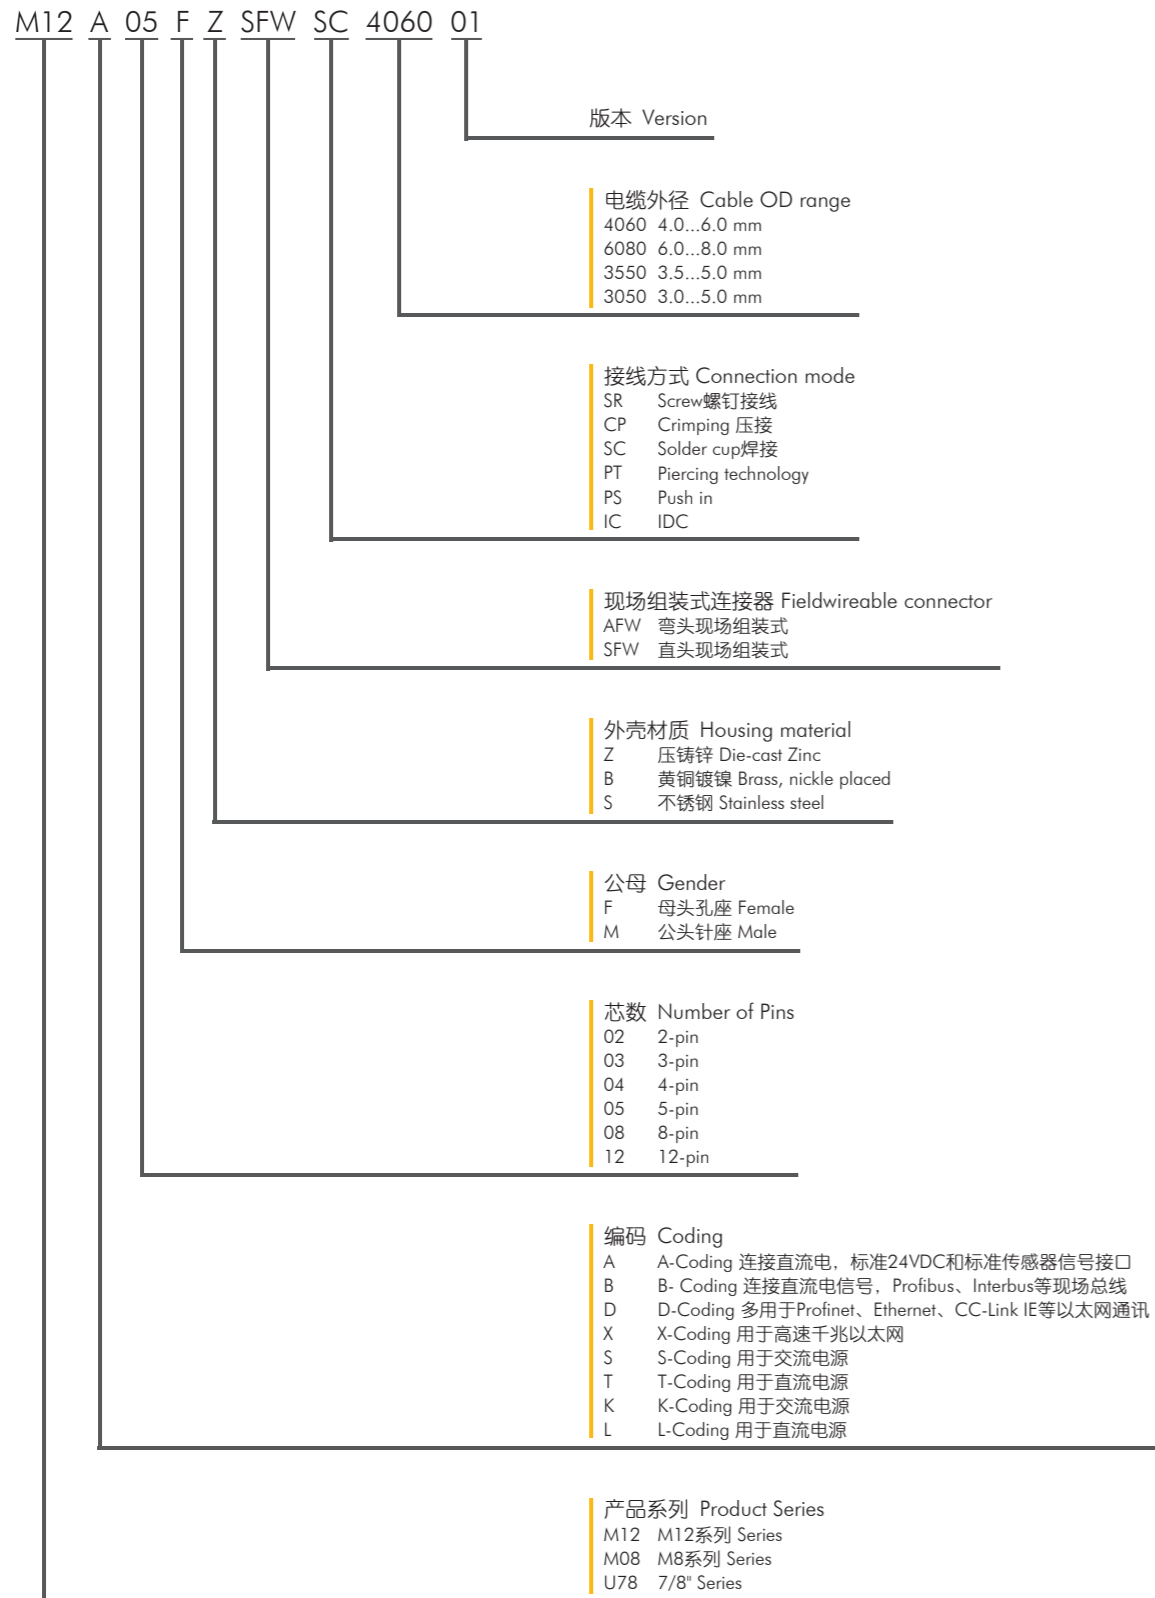 M12 A 05 F Z SFW SC 4060 01
版本 Version
电缆外径 Cable OD range
4060 4.0...6.0 mm
6080 6.0...8.0 mm
3550 3.5...5.0 mm
3050 3.0...5.0 mm
接线方式 Connection mode
SR Screw螺钉接线
CP Crimping 压接
SC Solder cup焊接
PT Piercing technology
PS Push in
IC IDC
现场组装式连接器 Fieldwireable connector
AFW 弯头现场组装式
SFW 直头现场组装式
外壳材质 Housing material
Z 压铸锌 Die-cast Zinc
B 黄铜镀镍 Brass, nickle placed
S 不锈钢 Stainless steel
公母 Gender
F 母头孔座 Female
M 公头针座 Male
芯数 Number of Pins
02 2-pin
03 3-pin
04 4-pin
05 5-pin
08 8-pin
12 12-pin
编码 Coding
A A-Coding 连接直流电，标准24VDC和标准传感器信号接口
B B- Coding 连接直流电信号，Profibus、Interbus等现场总线
D D-Coding 多用于Profinet、Ethernet、CC-Link IE等以太网通讯
X X-Coding 用于高速千兆以太网
S S-Coding 用于交流电源
T T-Coding 用于直流电源
K K-Coding 用于交流电源
L L-Coding 用于直流电源
产品系列 Product Series
M12 M12系列 Series
M08 M8系列 Series
U78 7/8" Series